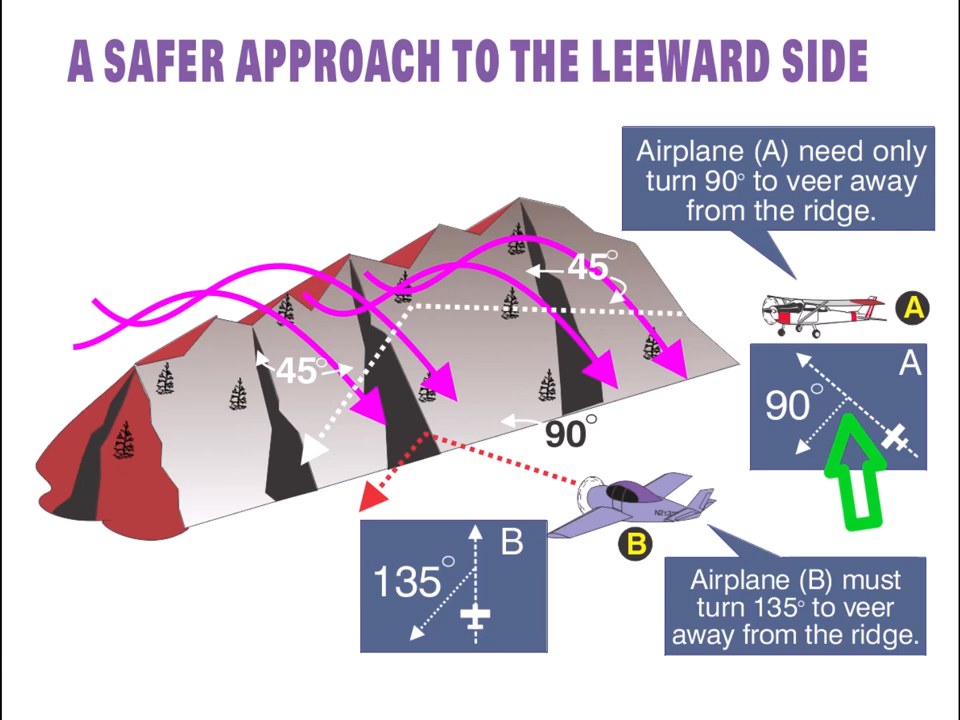 A SAFER APPROACH TO THE LEEWARD SIDE
Airplane (A) need only
turn 90° to veer away
from the ridge.
45°
A
45°
A
90°
90°
B
B
135°
Airplane (B) must
turn 135° to veer
away from the ridge.